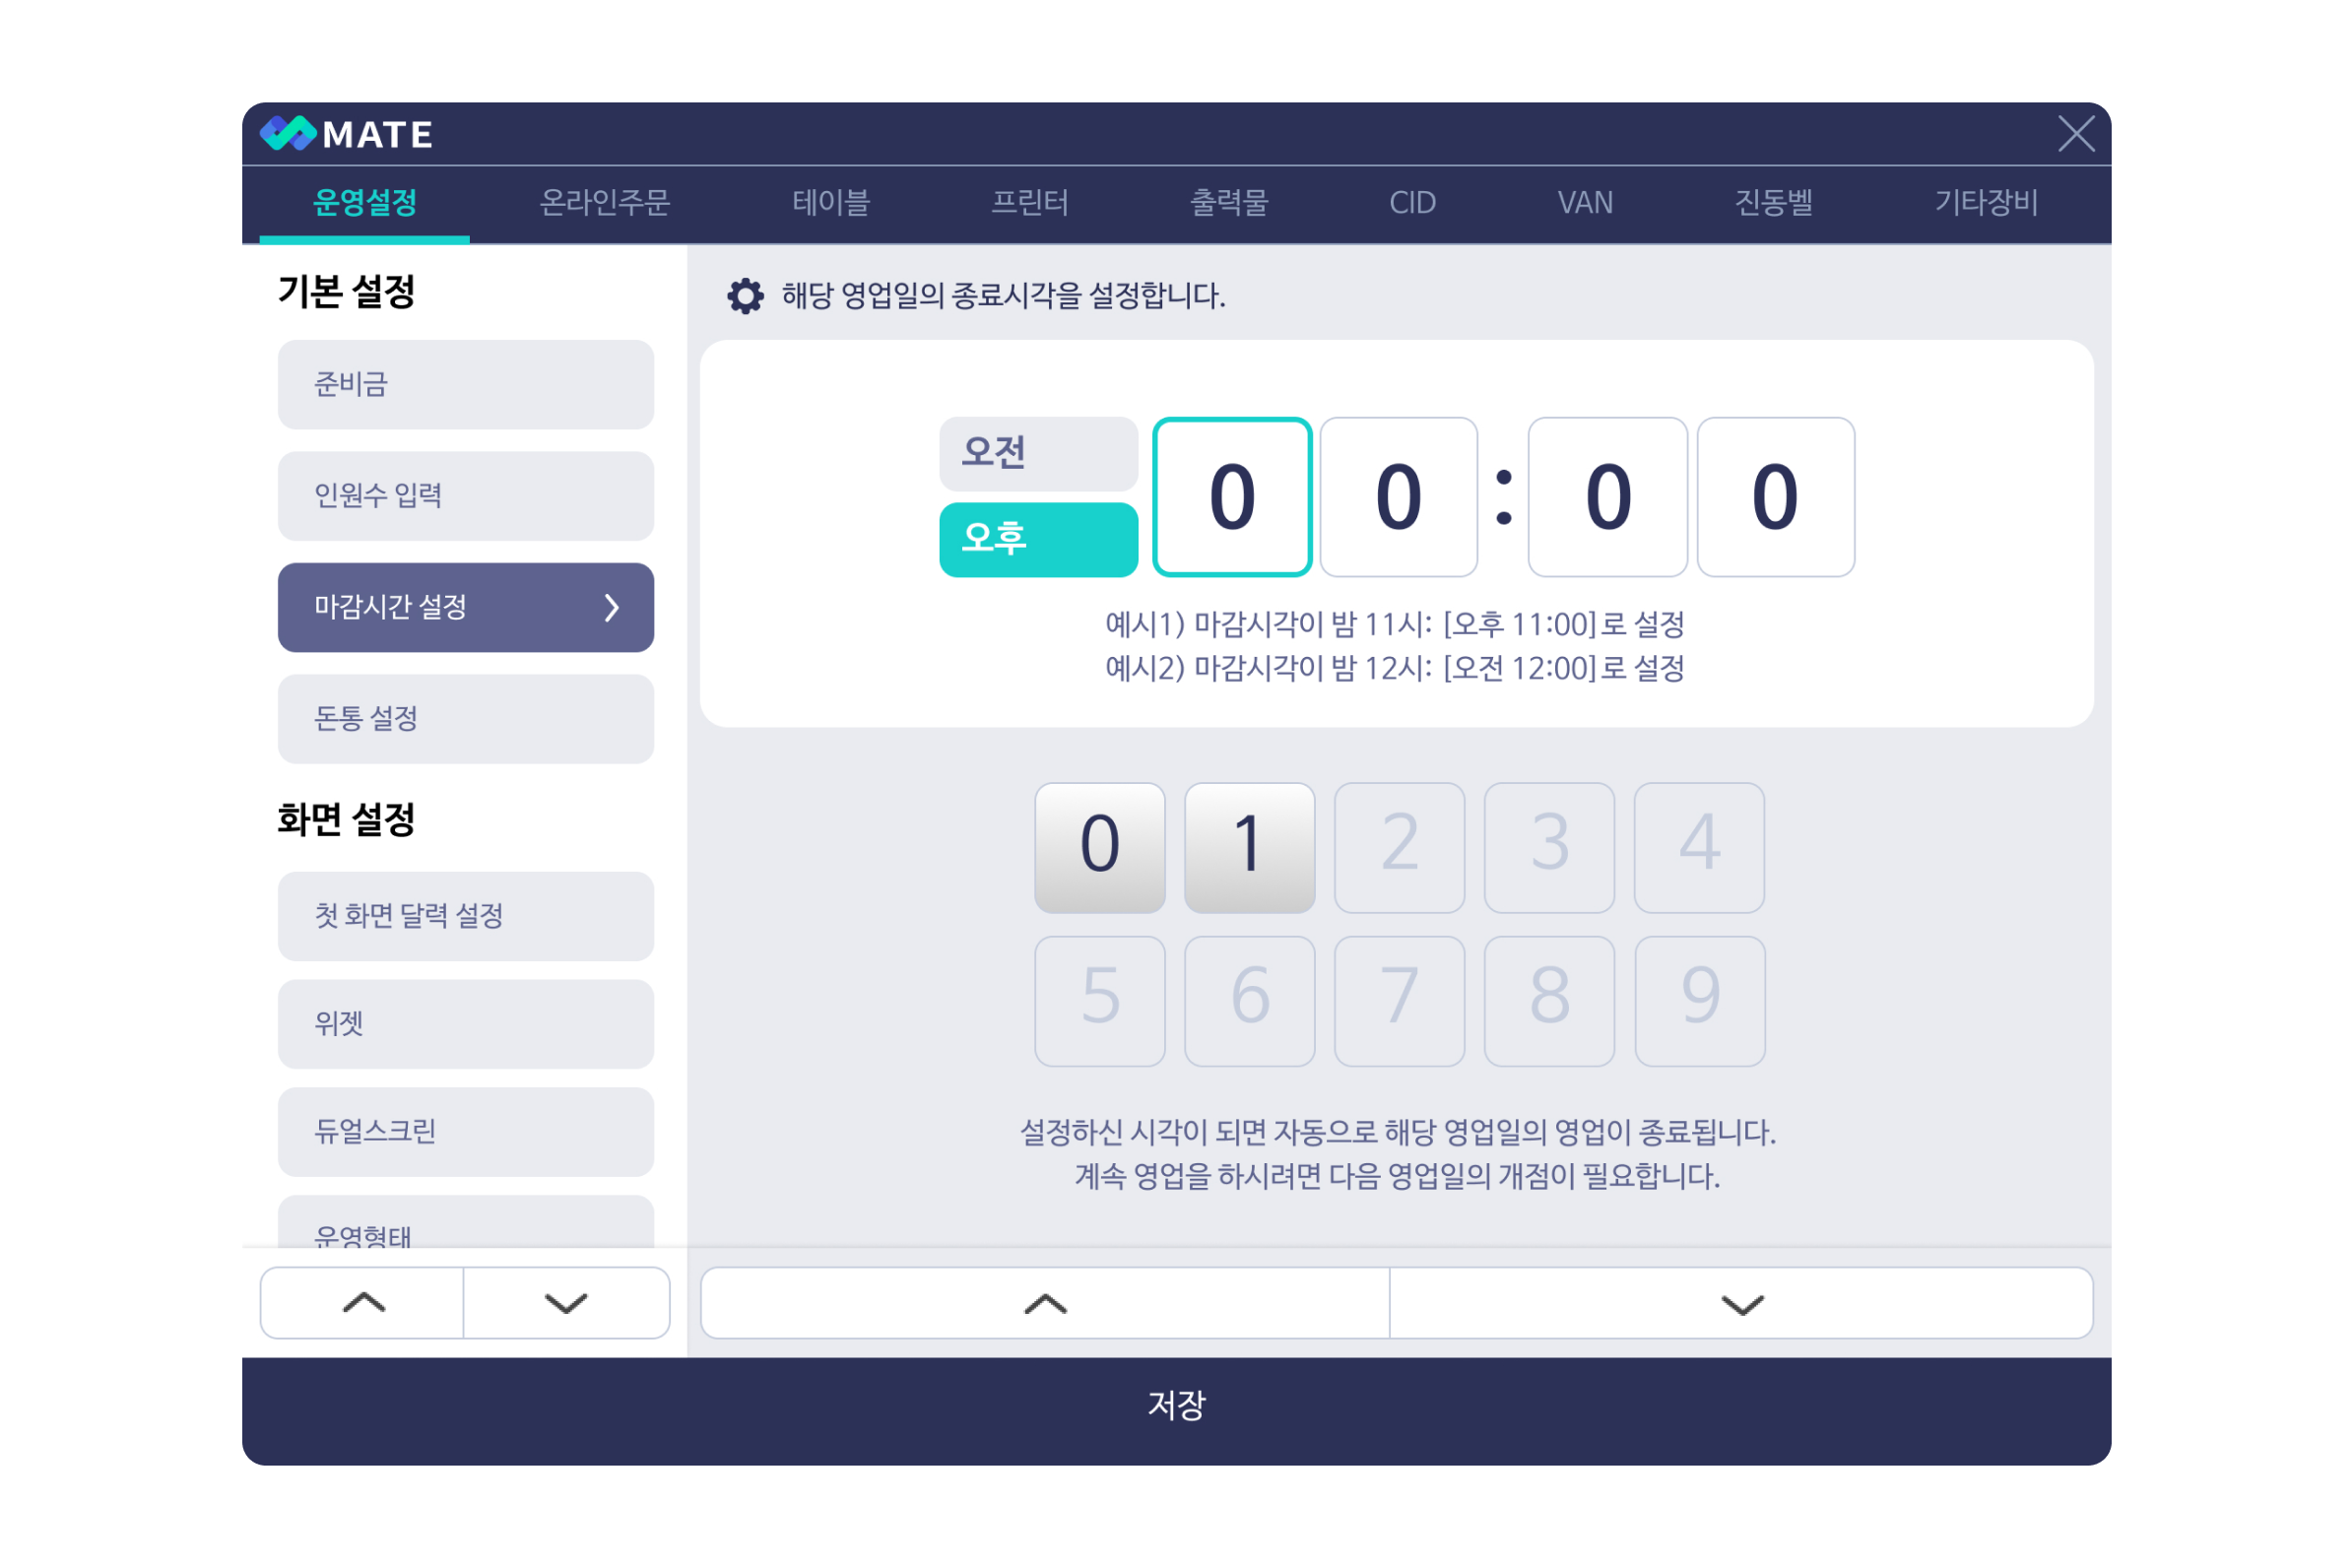 MATE
운영설정 온라인주문 테이블 프린터 출력물 CID VAN 진동벨 기타장비
기본 설정
준비금
인원수 입력
마감시간 설정
돈통 설정
화면 설정
첫 화면 달력 설정
위젯
듀얼스크린
운영형태
해당 영업일의 종료시각을 설정합니다.
오전
오후
0 0 : 0 0
예시1) 마감시각이 밤 11시: [오후 11:00]로 설정
예시2) 마감시각이 밤 12시: [오전 12:00]로 설정
0 1 2 3 4
5 6 7 8 9
설정하신 시각이 되면 자동으로 해당 영업일의 영업이 종료됩니다.
계속 영업을 하시려면 다음 영업일의 개점이 필요합니다.
저장